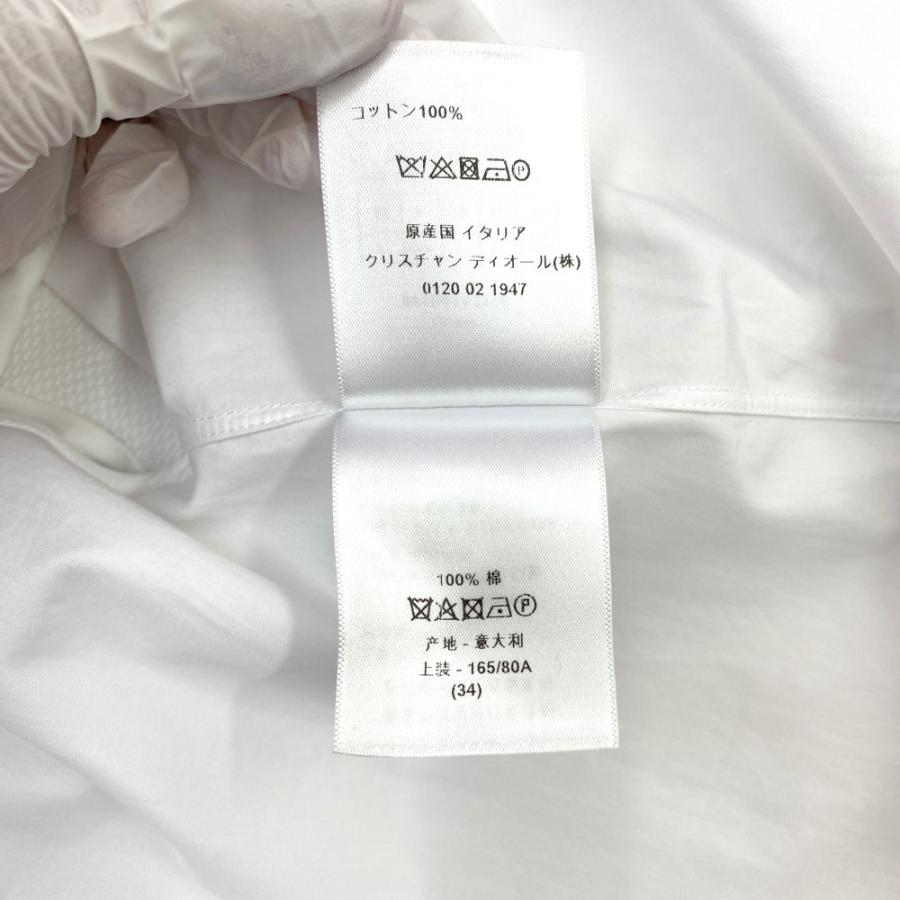 コットン100%
P
原産国 イタリア
クリスチャン ディオール(株)
0120 02 1947
100% 棉
P
产地 - 意大利
上装 - 165/80A
(34)